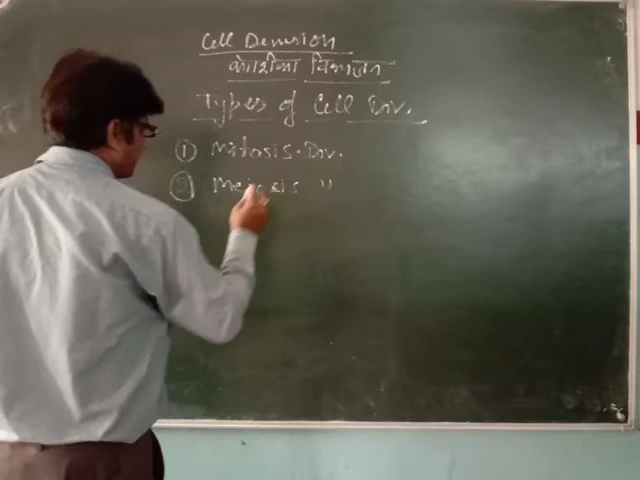 Cell Devision
कोशीका विभाजन
Types of Cell Div.
① Mitosis. Div.
② Meiosis "